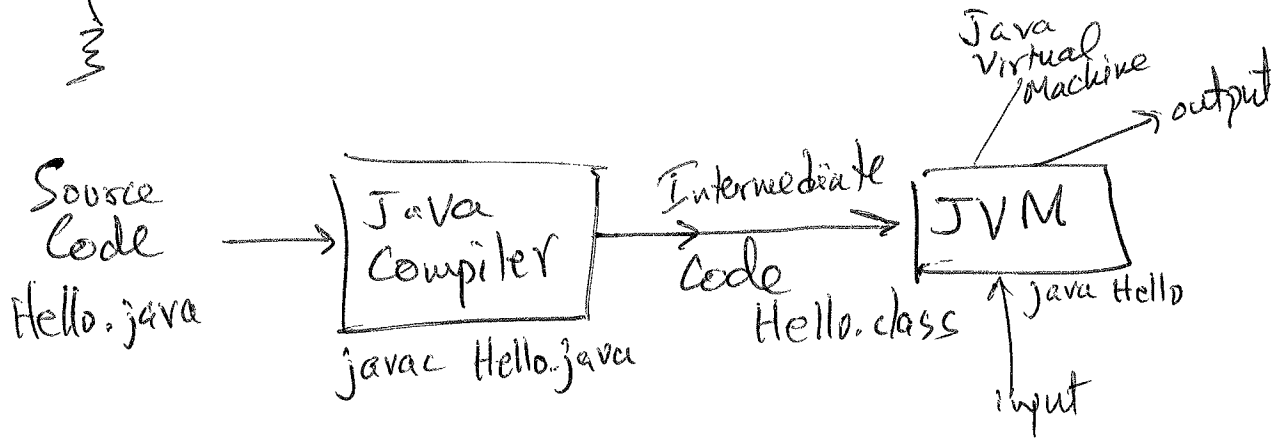 Source
Code
Hello.java
Java
Compiler
javac Hello.java
Intermediate
Code
Hello.class
Java
Virtual
Machine
output
JVM
java Hello
input